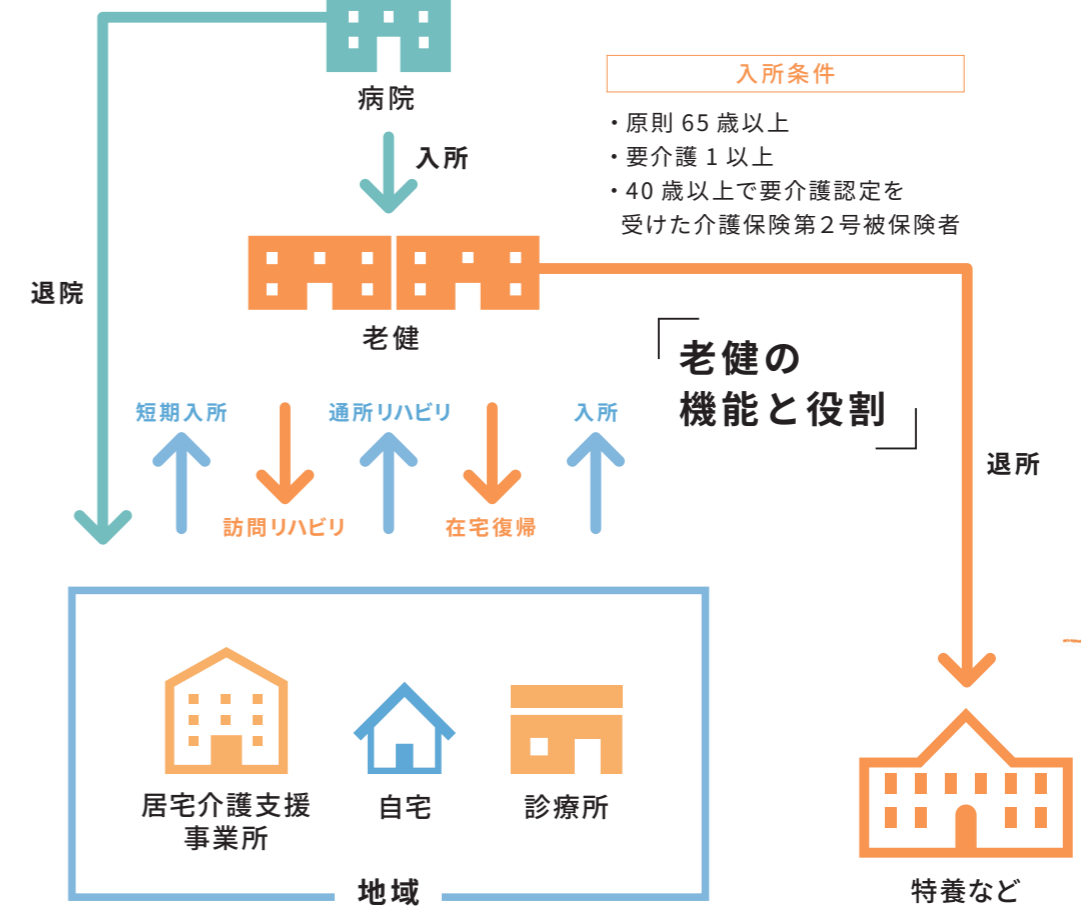 病院
入所
入所条件
・原則 65 歳以上
・要介護 1 以上
・40 歳以上で要介護認定を
受けた介護保険第2号被保険者
退院
老健
老健の
機能と役割
短期入所
通所リハビリ
入所
訪問リハビリ
在宅復帰
退所
居宅介護支援
事業所
自宅
診療所
地域
特養など